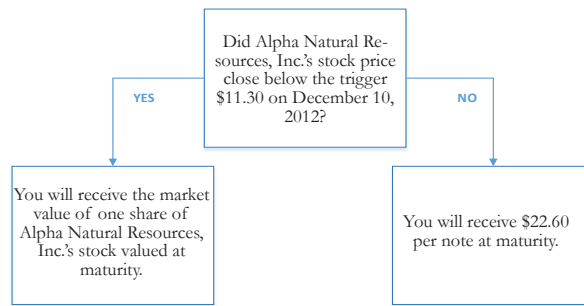 Did Alpha Natural Re-
sources, Inc.'s stock price
close below the trigger
$11.30 on December 10,
2012?
YES
NO
You will receive the market
value of one share of
Alpha Natural Resources,
Inc.'s stock valued at
maturity.
You will receive $22.60
per note at maturity.